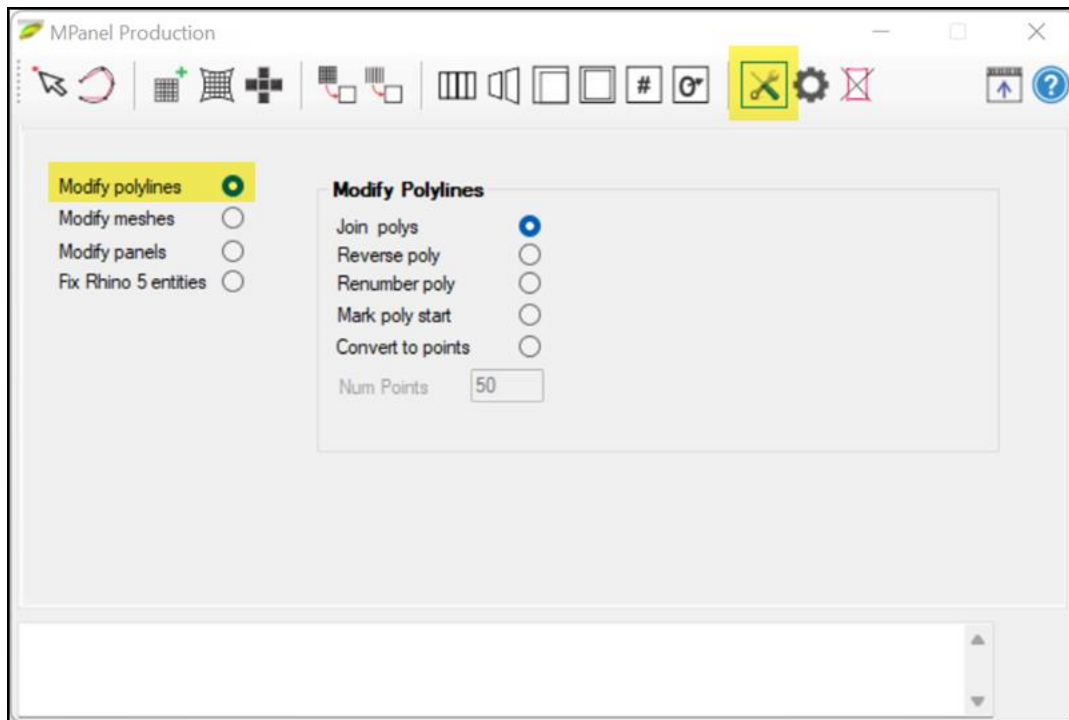 MPanel Production
#
?
Modify polylines
Modify meshes
Modify panels
Fix Rhino 5 entities
Modify Polylines
Join polys
Reverse poly
Renumber poly
Mark poly start
Convert to points
Num Points 50